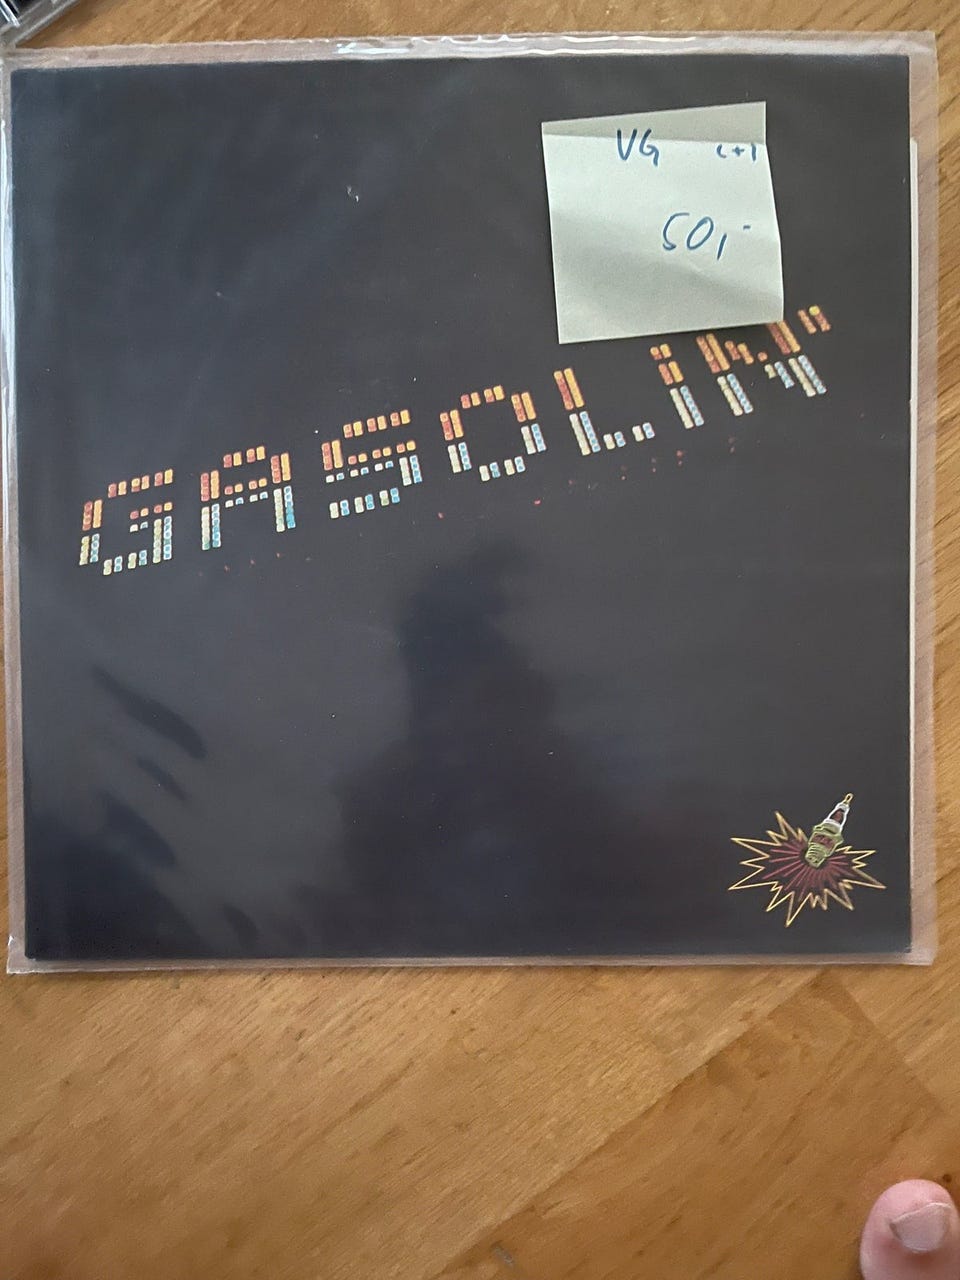 VG (+)
50,-
GASOLiN'